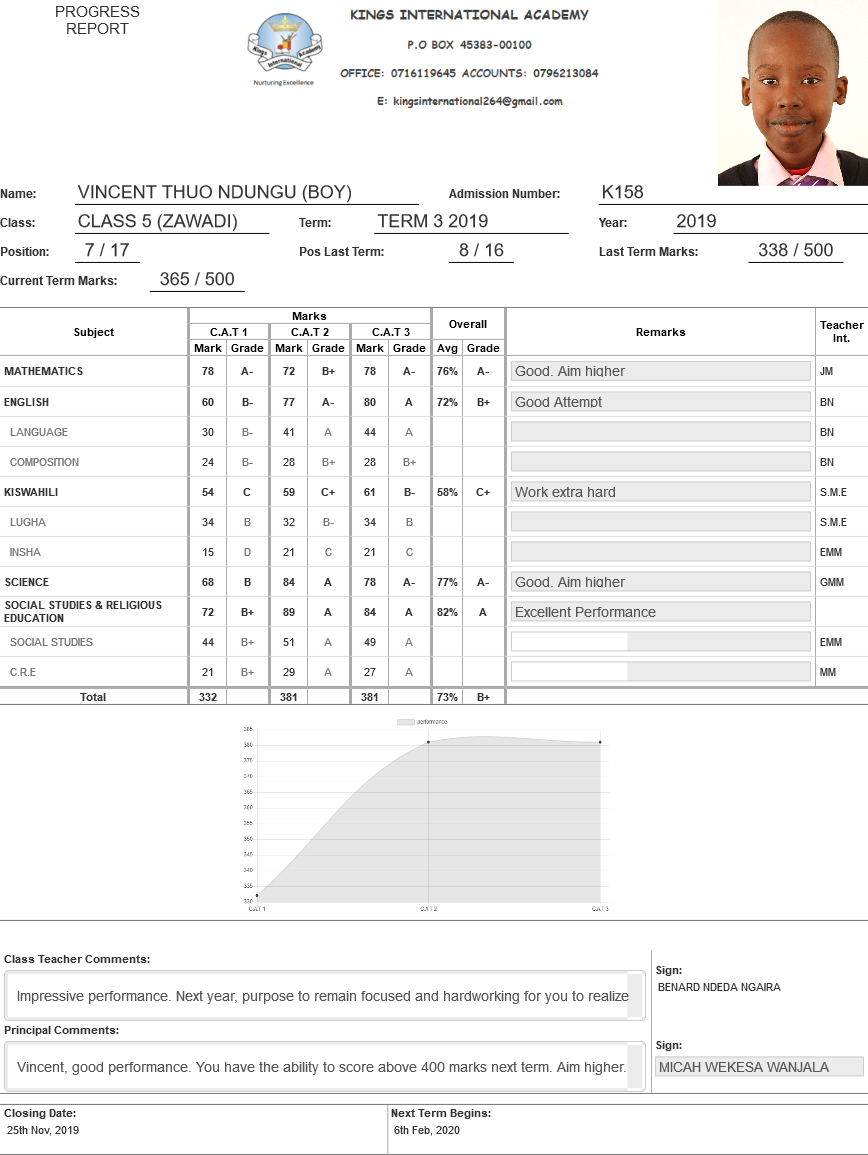 PROGRESS
REPORT
Kings International Academy
Nurturing Excellence
KINGS INTERNATIONAL ACADEMY
P.O BOX 45383-00100
OFFICE: 0716119645 ACCOUNTS: 0796213084
E: kingsinternational264@gmail.com
Name: VINCENT THUO NDUNGU (BOY) Admission Number: K158
Class: CLASS 5 (ZAWADI) Term: TERM 3 2019 Year: 2019
Position: 7 / 17 Pos Last Term: 8 / 16 Last Term Marks: 338 / 500
Current Term Marks: 365 / 500
Subject Marks Overall Remarks Teacher Int.
C.A.T 1 C.A.T 2 C.A.T 3
Mark Grade Mark Grade Mark Grade Avg Grade
MATHEMATICS 78 A- 72 B+ 78 A- 76% A- Good. Aim higher JM
ENGLISH 60 B- 77 A- 80 A 72% B+ Good Attempt BN
LANGUAGE 30 B- 41 A 44 A BN
COMPOSITION 24 B- 28 B+ 28 B+ BN
KISWAHILI 54 C 59 C+ 61 B- 58% C+ Work extra hard S.M.E
LUGHA 34 B 32 B- 34 B S.M.E
INSHA 15 D 21 C 21 C EMM
SCIENCE 68 B 84 A 78 A- 77% A- Good. Aim higher GMM
SOCIAL STUDIES & RELIGIOUS
EDUCATION 72 B+ 89 A 84 A 82% A Excellent Performance
SOCIAL STUDIES 44 B+ 51 A 49 A EMM
C.R.E 21 B+ 29 A 27 A MM
Total 332 381 381 73% B+
performance
385
380
375
370
365
360
355
350
345
340
335
330
C.A.T 1 C.A.T 2 C.A.T 3
Class Teacher Comments:
Impressive performance. Next year, purpose to remain focused and hardworking for you to realize
Sign:
BENARD NDEDA NGAIRA
Principal Comments:
Vincent, good performance. You have the ability to score above 400 marks next term. Aim higher.
Sign:
MICAH WEKESA WANJALA
Closing Date: Next Term Begins:
25th Nov, 2019 6th Feb, 2020